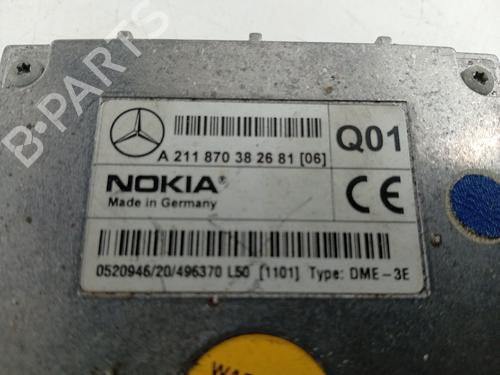 B-PARTS
A 211 870 38 26 81 [06]
Q01
NOKIA
Made in Germany
CE
0520946/20/496370 L50 [1101] Type: DME-3E